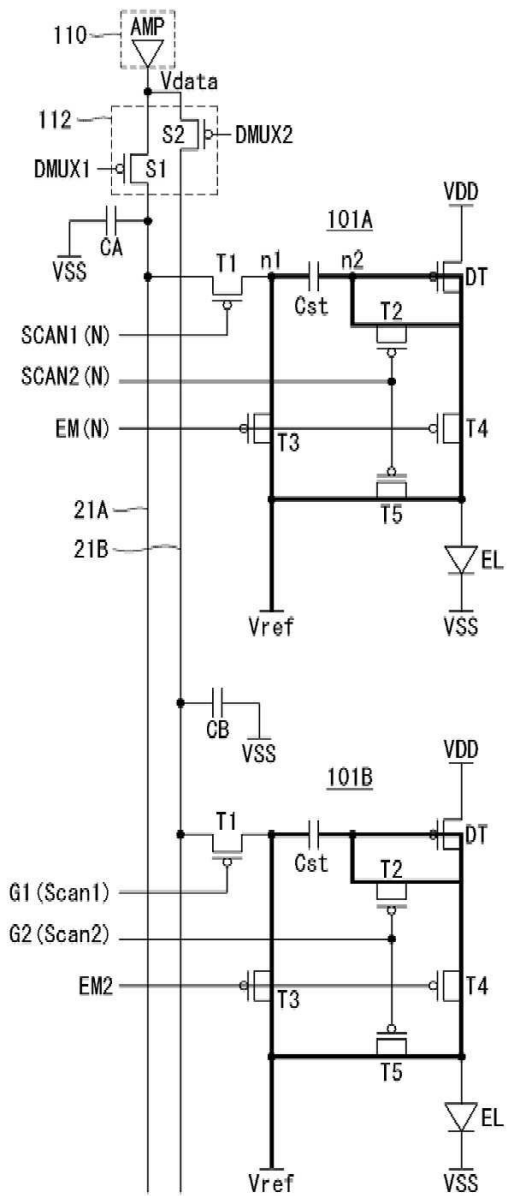 110
AMP
Vdata
112
S2
DMUX2
DMUX1
S1
CA
VSS
101A
VDD
T1
n1
n2
DT
Cst
T2
SCAN1(N)
SCAN2(N)
EM(N)
T3
T4
21A
T5
21B
EL
Vref
VSS
CB
VSS
VDD
101B
T1
DT
Cst
T2
G1(Scan1)
G2(Scan2)
EM2
T3
T4
T5
EL
Vref
VSS